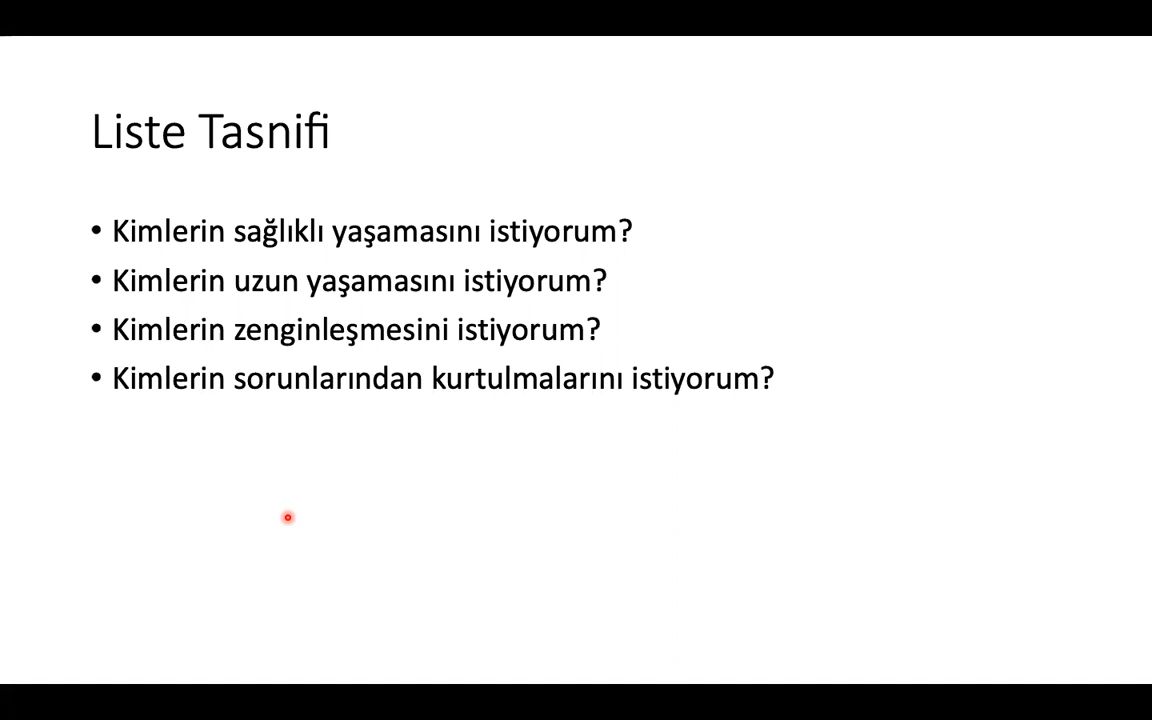 Liste Tasnifi
• Kimlerin sağlıklı yaşamasını istiyorum?
• Kimlerin uzun yaşamasını istiyorum?
• Kimlerin zenginleşmesini istiyorum?
• Kimlerin sorunlarından kurtulmalarını istiyorum?